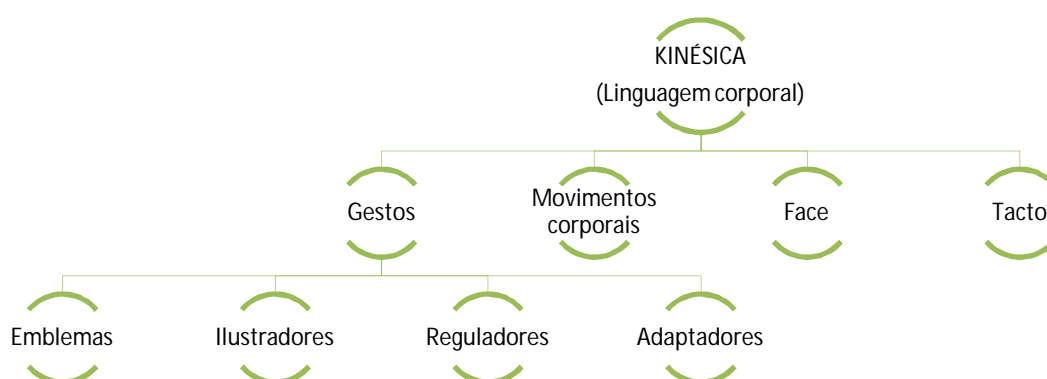 KINÉSICA
(Linguagem corporal)
Gestos
Movimentos
corporais
Face
Tacto
Emblemas
Ilustradores
Reguladores
Adaptadores